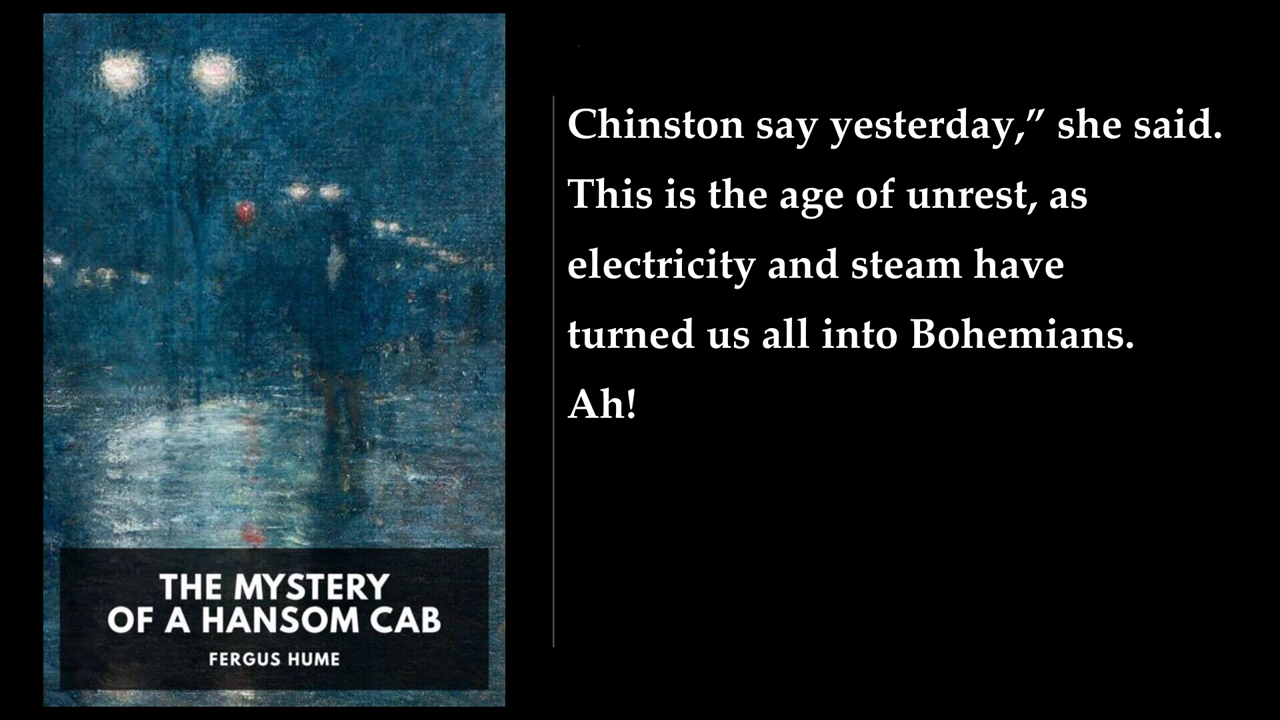 THE MYSTERY
OF A HANSOM CAB
FERGUS HUME
Chinston say yesterday,” she said.
This is the age of unrest, as
electricity and steam have
turned us all into Bohemians.
Ah!